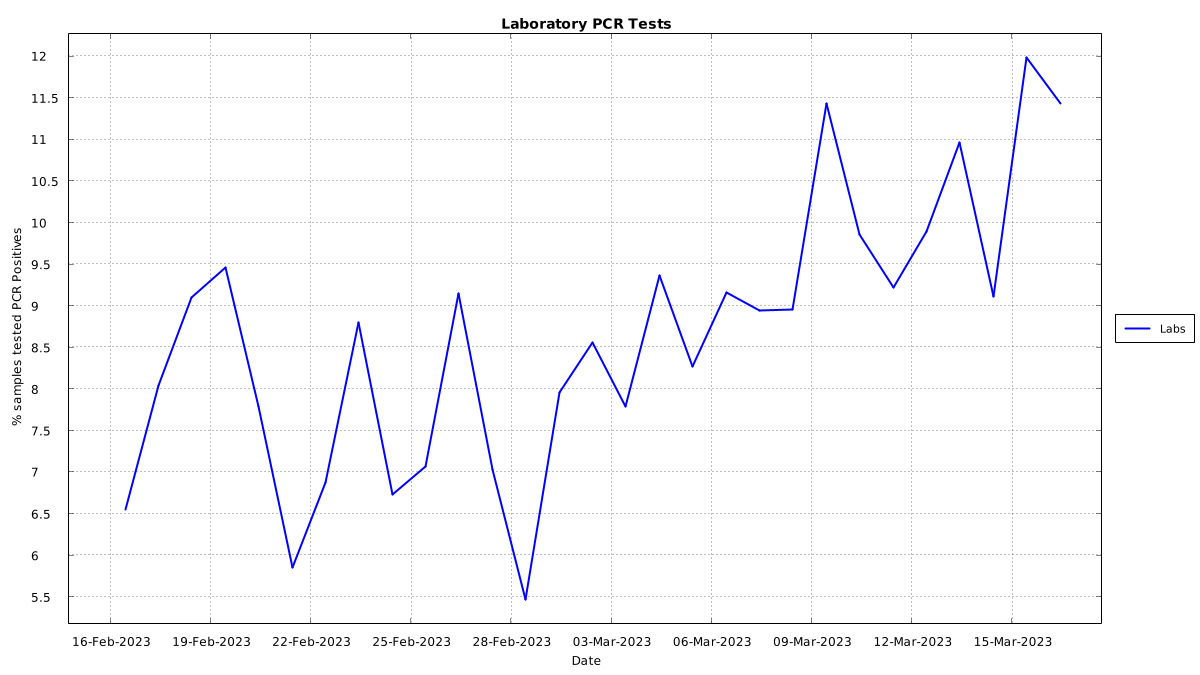 Laboratory PCR Tests
12
11.5
11
10.5
10
9.5
9
8.5
8
7.5
7
6.5
6
5.5
% samples tested PCR Positives
16-Feb-2023 19-Feb-2023 22-Feb-2023 25-Feb-2023 28-Feb-2023 03-Mar-2023 06-Mar-2023 09-Mar-2023 12-Mar-2023 15-Mar-2023
Date
Labs